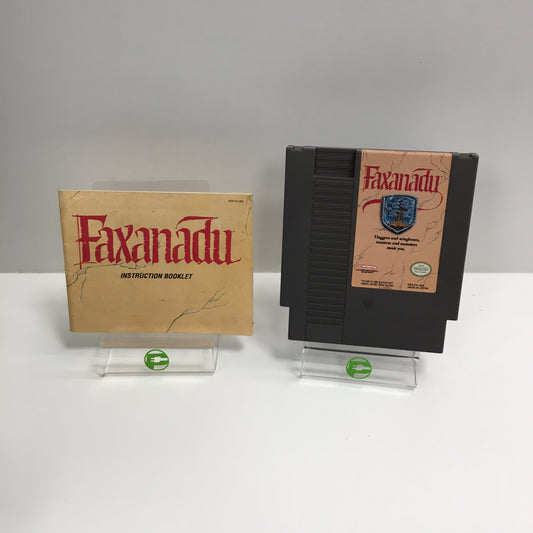 Faxanadu
INSTRUCTION BOOKLET
Faxanadu
Daggers and wingboots,
mantras and monsters
await you.